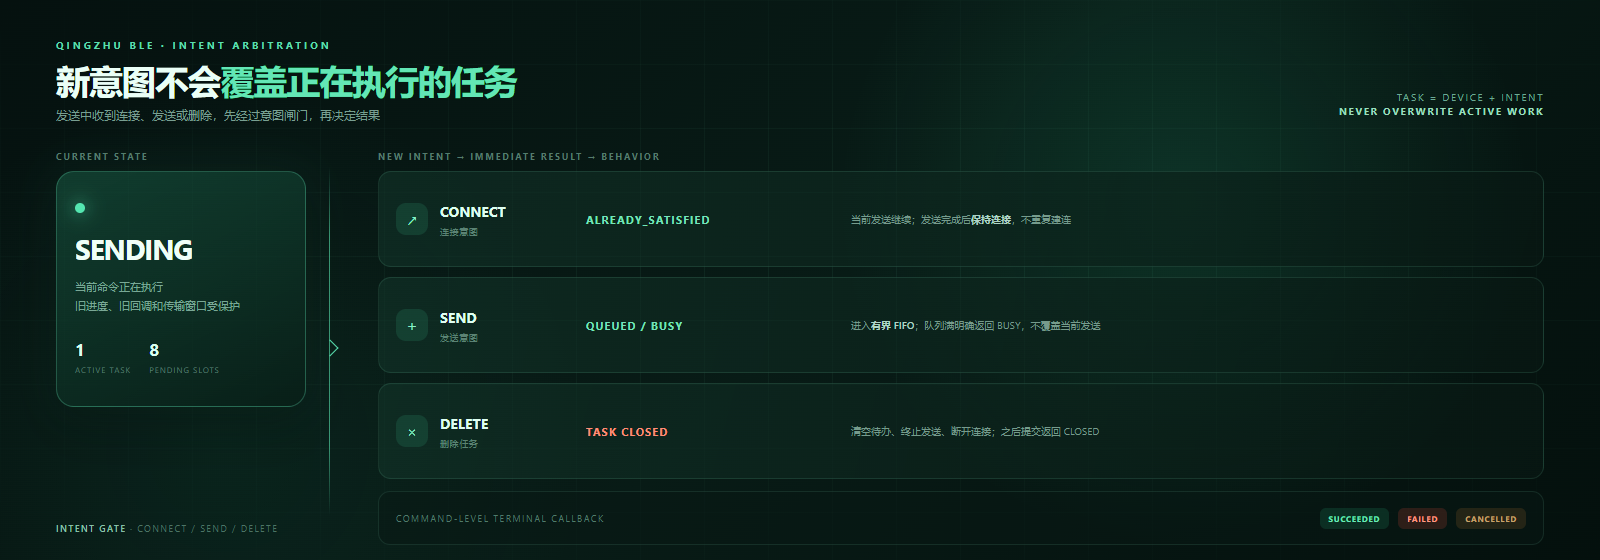 QINGZHU BLE · INTENT ARBITRATION
新意图不会覆盖正在执行的任务
发送中收到连接、发送或删除，先经过意图闸门，再决定结果
TASK = DEVICE + INTENT
NEVER OVERWRITE ACTIVE WORK
CURRENT STATE
SENDING
当前命令正在执行
旧进度、旧回调和传输窗口受保护
1 8
ACTIVE TASK PENDING SLOTS
INTENT GATE · CONNECT / SEND / DELETE
NEW INTENT → IMMEDIATE RESULT → BEHAVIOR
↗ CONNECT
连接意图
ALREADY_SATISFIED
当前发送继续；发送完成后保持连接，不重复建连
+ SEND
发送意图
QUEUED / BUSY
进入有界 FIFO；队列满明确返回 BUSY，不覆盖当前发送
× DELETE
删除任务
TASK CLOSED
清空待办、终止发送、断开连接；之后提交返回 CLOSED
COMMAND-LEVEL TERMINAL CALLBACK
SUCCEEDED FAILED CANCELLED